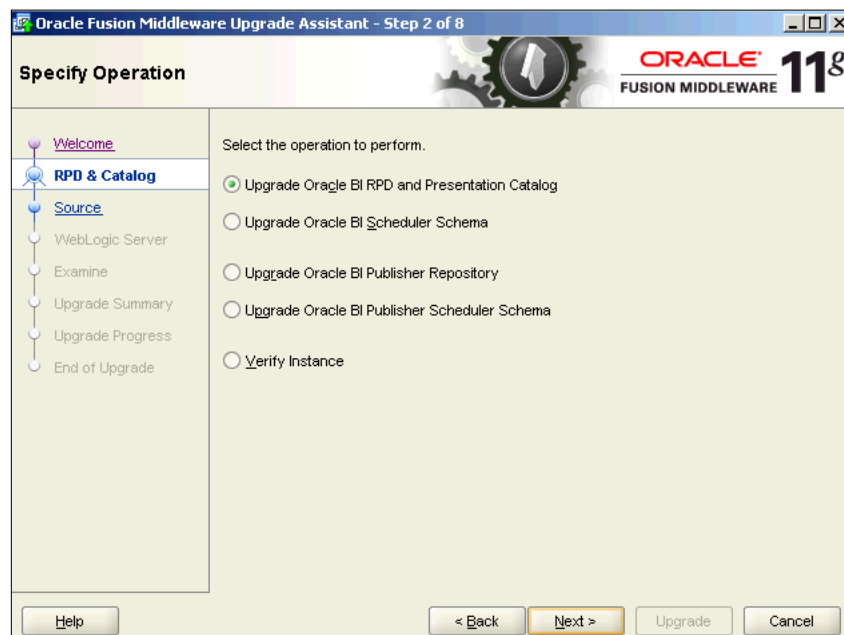 Oracle Fusion Middleware Upgrade Assistant - Step 2 of 8
Specify Operation
ORACLE
FUSION MIDDLEWARE
11g
Welcome
RPD & Catalog
Source
WebLogic Server
Examine
Upgrade Summary
Upgrade Progress
End of Upgrade
Select the operation to perform.
Upgrade Oracle BI RPD and Presentation Catalog
Upgrade Oracle BI Scheduler Schema
Upgrade Oracle BI Publisher Repository
Upgrade Oracle BI Publisher Scheduler Schema
Verify Instance
Help
< Back
Next >
Upgrade
Cancel